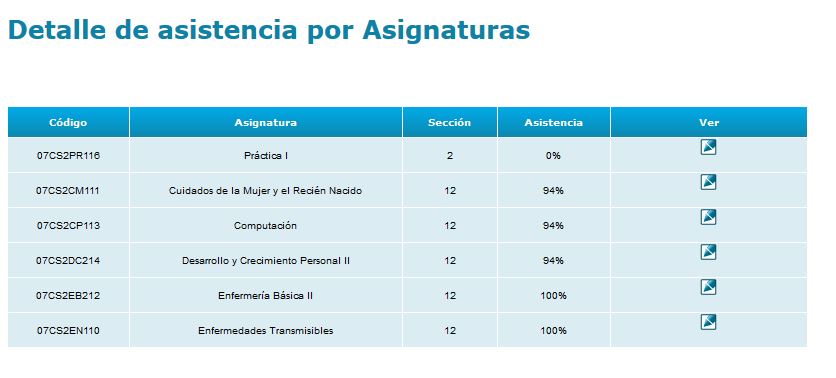 Detalle de asistencia por Asignaturas
Código Asignatura Sección Asistencia Ver
07CS2PR116 Práctica I 2 0%
07CS2CM111 Cuidados de la Mujer y el Recién Nacido 12 94%
07CS2CP113 Computación 12 94%
07CS2DC214 Desarrollo y Crecimiento Personal II 12 94%
07CS2EB212 Enfermería Básica II 12 100%
07CS2EN110 Enfermedades Transmisibles 12 100%